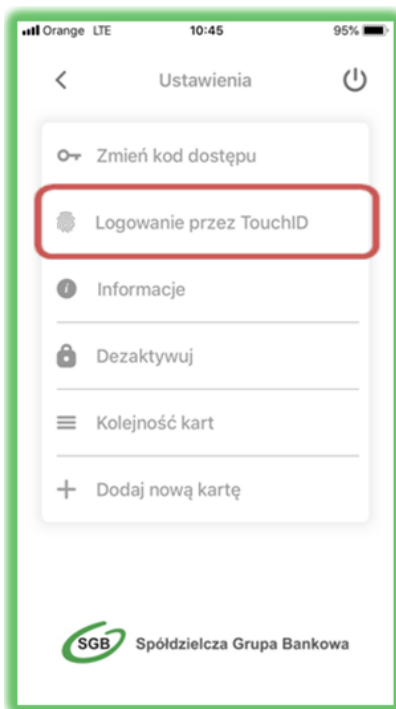 Orange LTE 10:45 95%
Ustawienia
Zmień kod dostępu
Logowanie przez TouchID
Informacje
Dezaktywuj
Kolejność kart
Dodaj nową kartę
SGB Spółdzielcza Grupa Bankowa